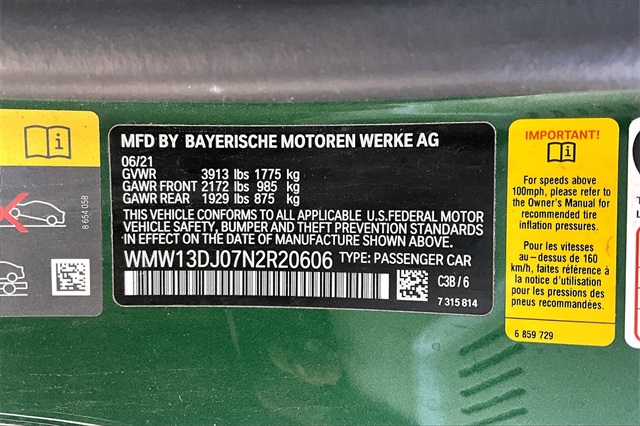 8 654 058
MFD BY BAYERISCHE MOTOREN WERKE AG
06/21
GVWR 3913 lbs 1775 kg
GAWR FRONT 2172 lbs 985 kg
GAWR REAR 1929 lbs 875 kg
THIS VEHICLE CONFORMS TO ALL APPLICABLE U.S.FEDERAL MOTOR
VEHICLE SAFETY, BUMPER AND THEFT PREVENTION STANDARDS
IN EFFECT ON THE DATE OF MANUFACTURE SHOWN ABOVE.
WMW13DJ07N2R20606 TYPE: PASSENGER CAR
C3B / 6
7 315 814
IMPORTANT!
For speeds above
100mph, please refer to
the Owner's Manual for
recommended tire
inflation pressures.
Pour les vitesses au-
dessus de 160
km/h, faites référence à
la notice d'utilisation
pour les pressions des
pneus recommandées.
6 859 729